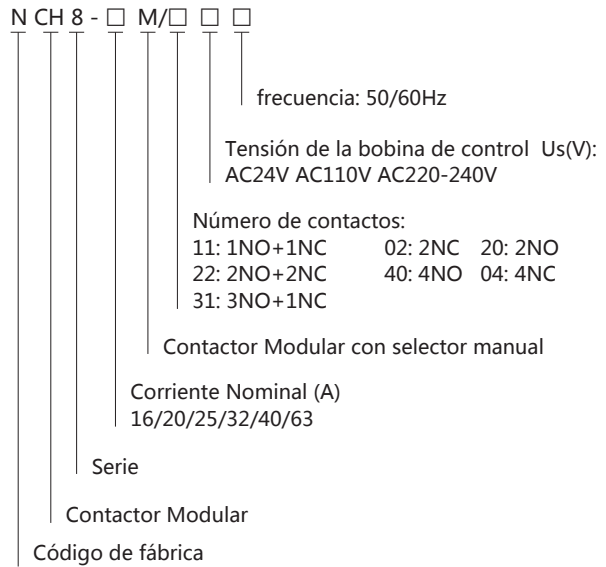 N CH 8 - □ M/□ □ □
frecuencia: 50/60Hz
Tensión de la bobina de control Us(V):
AC24V AC110V AC220-240V
Número de contactos:
11: 1NO+1NC 02: 2NC 20: 2NO
22: 2NO+2NC 40: 4NO 04: 4NC
31: 3NO+1NC
Contactor Modular con selector manual
Corriente Nominal (A)
16/20/25/32/40/63
Serie
Contactor Modular
Código de fábrica